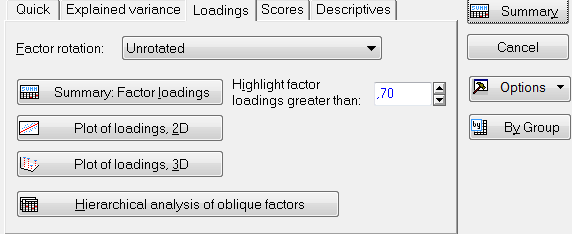 Quick Explained variance Loadings Scores Descriptives
Summary
Factor rotation: Unrotated
Cancel
Summary: Factor loadings
Highlight factor
loadings greater than: ,70
Options
Plot of loadings, 2D
By Group
Plot of loadings, 3D
Hierarchical analysis of oblique factors